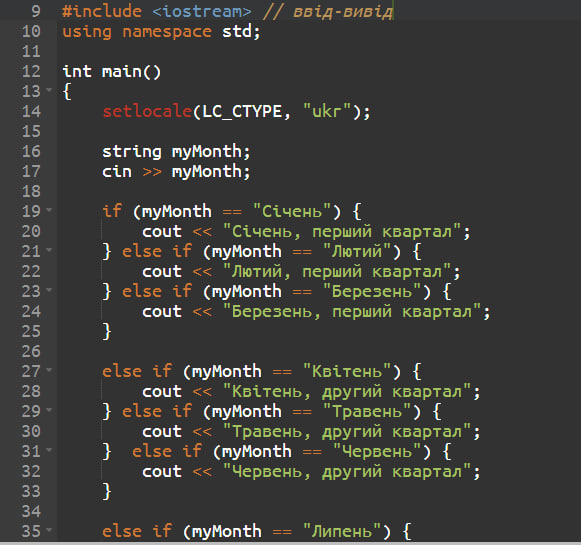 9 #include <iostream> // ввід-вивід
10 using namespace std;
11
12 int main()
13 {
14     setlocale(LC_CTYPE, "ukr");
15
16     string myMonth;
17     cin >> myMonth;
18
19     if (myMonth == "Січень") {
20         cout << "Січень, перший квартал";
21     } else if (myMonth == "Лютий") {
22         cout << "Лютий, перший квартал";
23     } else if (myMonth == "Березень") {
24         cout << "Березень, перший квартал";
25     }
26
27     else if (myMonth == "Квітень") {
28         cout << "Квітень, другий квартал";
29     } else if (myMonth == "Травень") {
30         cout << "Травень, другий квартал";
31     }  else if (myMonth == "Червень") {
32         cout << "Червень, другий квартал";
33     }
34
35     else if (myMonth == "Липень") {